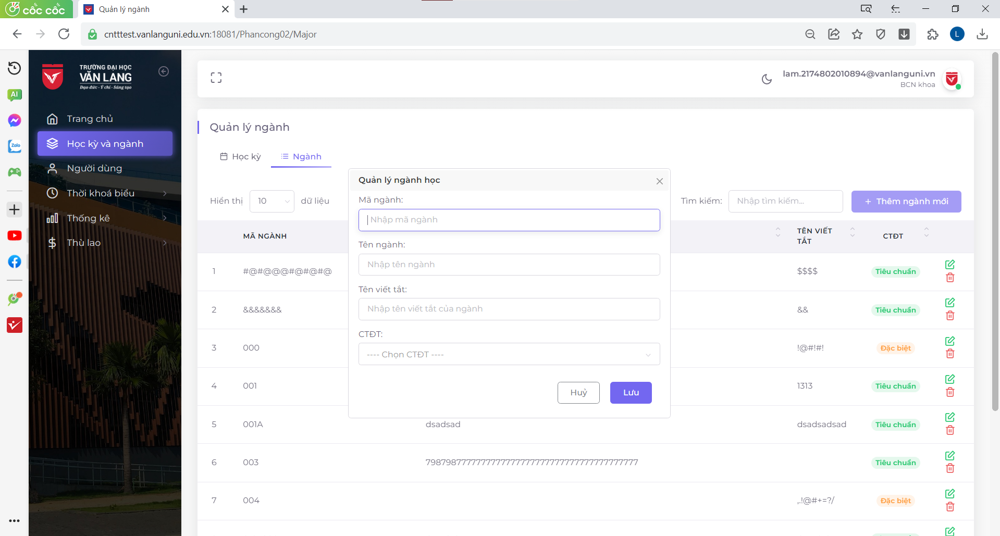 cốc cốc
Quản lý ngành
cntttest.vanlanguni.edu.vn:18081/Phancong02/Major
L
AI
Zalo
TRƯỜNG ĐẠI HỌC
VĂN LANG
Đạo đức - Ý chí - Sáng tạo
Trang chủ
Học kỳ và ngành
Người dùng
Thời khoá biểu
Thống kê
Thù lao
lam.2174802010894@vanlanguni.vn
BCN khoa
Quản lý ngành
Học kỳ
Ngành
Hiển thị 10 dữ liệu
Tìm kiếm: Nhập tìm kiếm...
+ Thêm ngành mới
MÃ NGÀNH
TÊN VIẾT
TẮT
CTĐT
1 #@#@@@#@#@#@ $$$$ Tiêu chuẩn
2 &&&&&&& && Tiêu chuẩn
3 000 !@#!#! Đặc biệt
4 001 1313 Tiêu chuẩn
5 001A dsadsad dsadsadsad Tiêu chuẩn
6 003 7987987777777777777777777777777777777777777 Tiêu chuẩn
7 004 ,.!@#+=?/ Đặc biệt
Quản lý ngành học
Mã ngành:
Nhập mã ngành
Tên ngành:
Nhập tên ngành
Tên viết tắt:
Nhập tên viết tắt của ngành
CTĐT:
---- Chọn CTĐT ----
Huỷ
Lưu